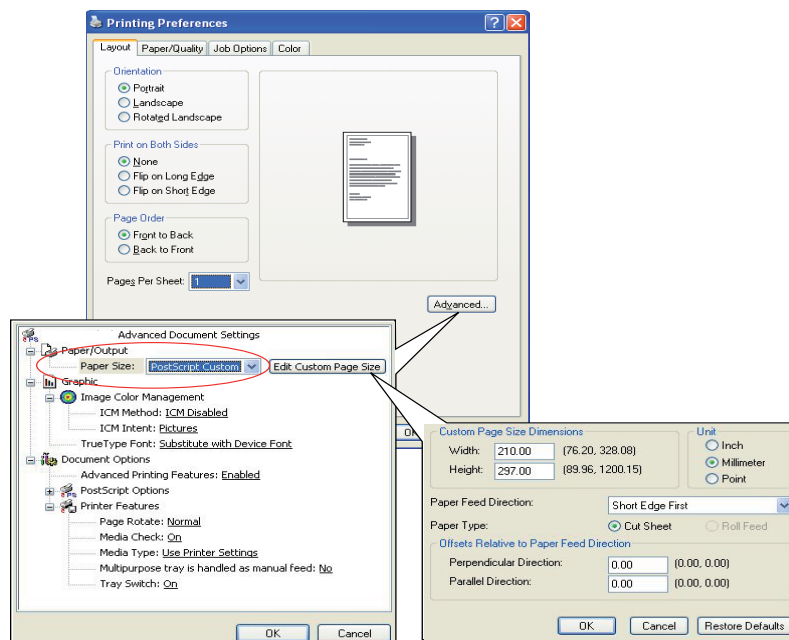 Printing Preferences
Layout Paper/Quality Job Options Color
Orientation
Portrait
Landscape
Rotated Landscape
Print on Both Sides
None
Flip on Long Edge
Flip on Short Edge
Page Order
Front to Back
Back to Front
Pages Per Sheet: 1
Advanced...
Advanced Document Settings
Paper/Output
Paper Size: PostScript Custom Edit Custom Page Size
Graphic
Image Color Management
ICM Method: ICM Disabled
ICM Intent: Pictures
TrueType Font: Substitute with Device Font
Document Options
Advanced Printing Features: Enabled
PostScript Options
Printer Features
Page Rotate: Normal
Media Check: On
Media Type: Use Printer Settings
Multipurpose tray is handled as manual feed: No
Tray Switch: On
OK Cancel
Custom Page Size Dimensions
Width: 210.00 (76.20, 328.08)
Height: 297.00 (89.96, 1200.15)
Unit
Inch
Millimeter
Point
Paper Feed Direction: Short Edge First
Paper Type: Cut Sheet Roll Feed
Offsets Relative to Paper Feed Direction
Perpendicular Direction: 0.00 (0.00, 0.00)
Parallel Direction: 0.00 (0.00, 0.00)
OK Cancel Restore Defaults